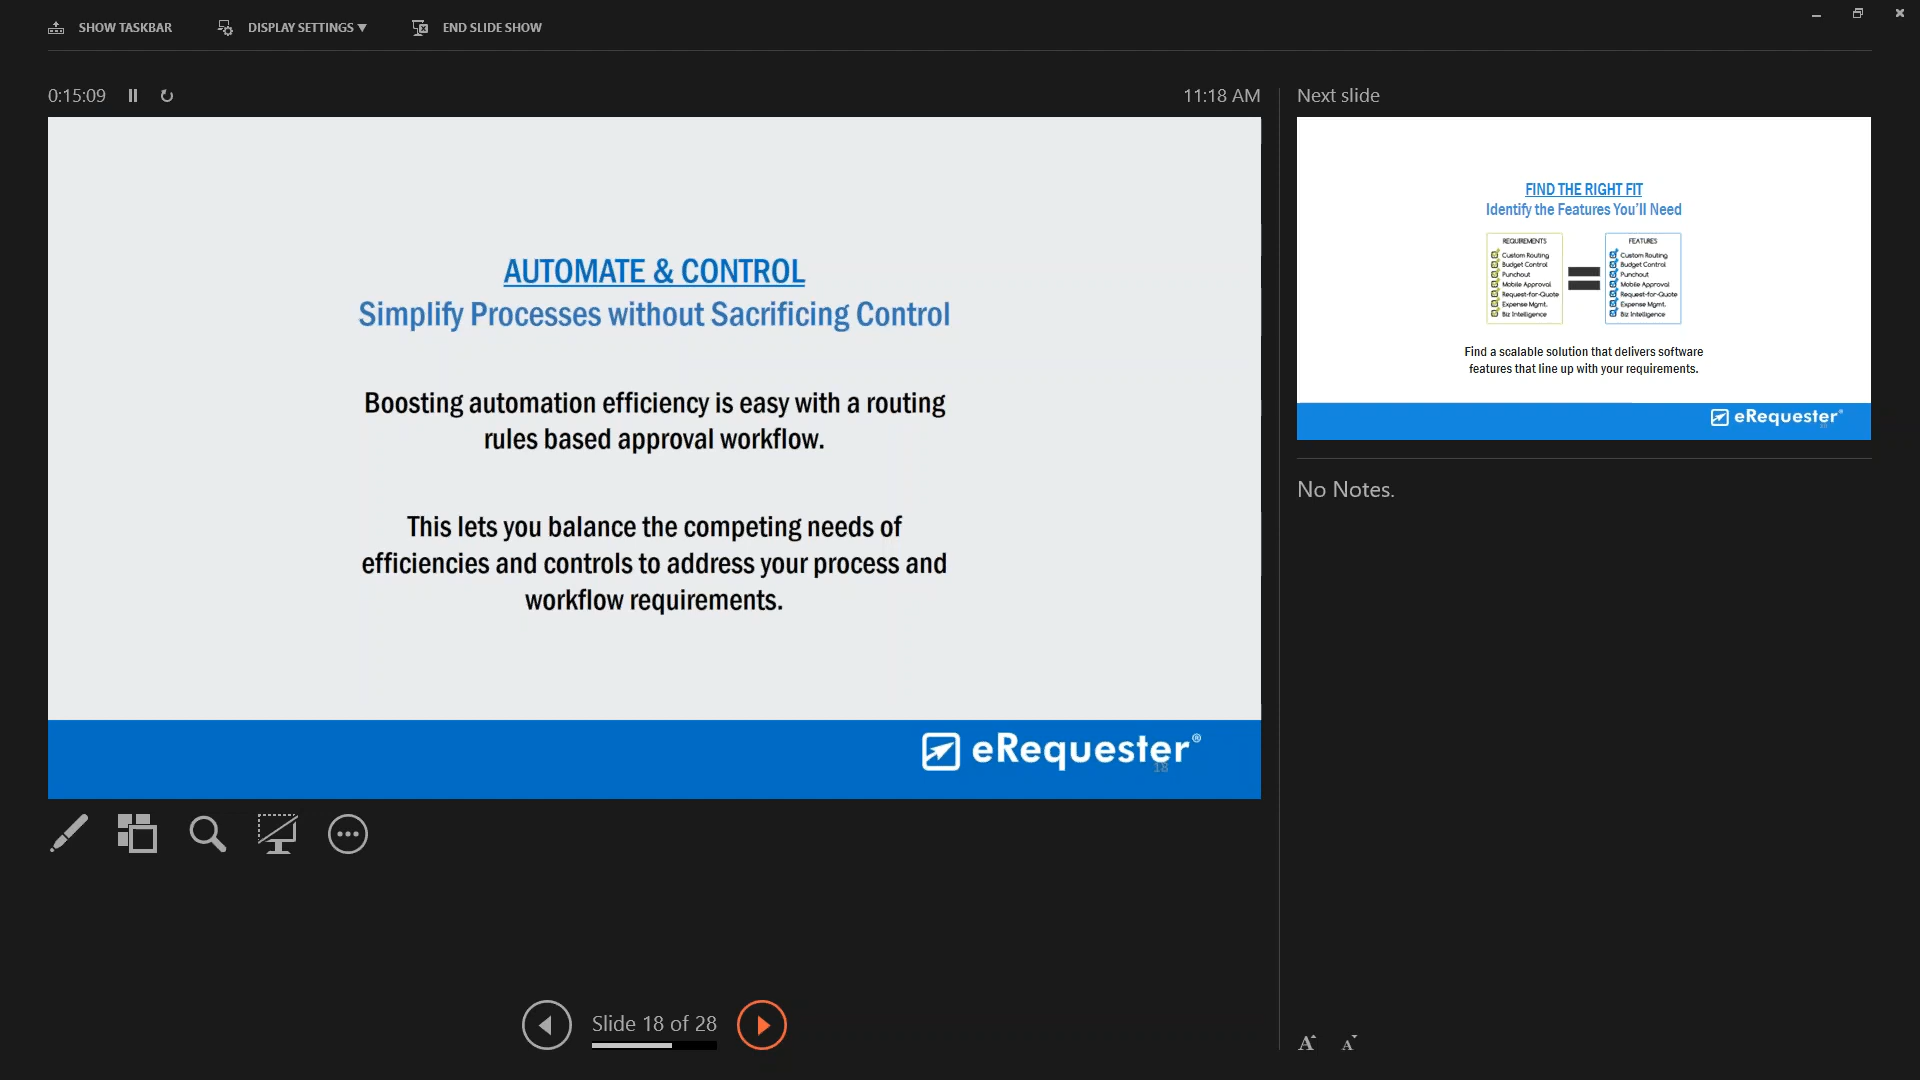 SHOW TASKBAR
DISPLAY SETTINGS
END SLIDE SHOW
0:15:09
11:18 AM
Next slide
AUTOMATE & CONTROL
Simplify Processes without Sacrificing Control
Boosting automation efficiency is easy with a routing
rules based approval workflow.
This lets you balance the competing needs of
efficiencies and controls to address your process and
workflow requirements.
eRequester®
18
FIND THE RIGHT FIT
Identify the Features You'll Need
REQUIREMENTS
Custom Routing
Budget Control
Punchout
Mobile Approval
Request-for-Quote
Expense Mgmt.
Biz Intelligence
FEATURES
Custom Routing
Budget Control
Punchout
Mobile Approval
Request-for-Quote
Expense Mgmt.
Biz Intelligence
Find a scalable solution that delivers software
features that line up with your requirements.
eRequester®
No Notes.
Slide 18 of 28
A A